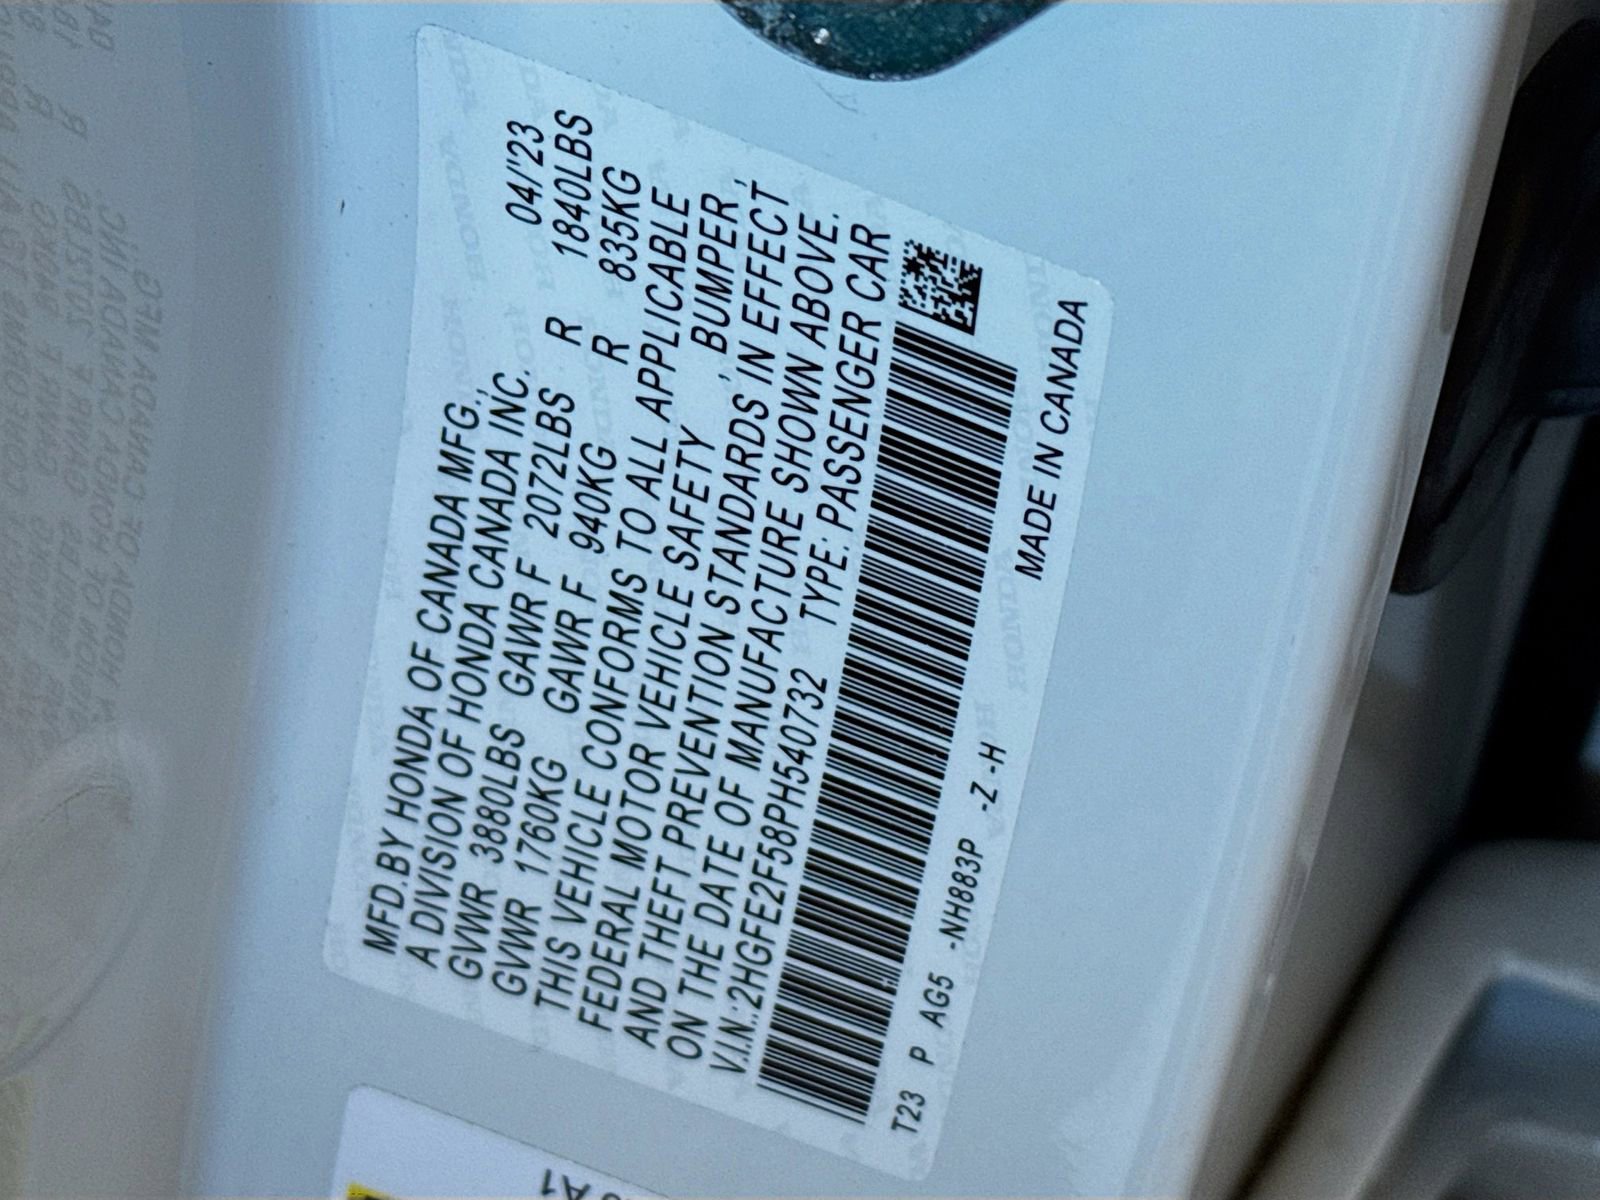 MFD.BY HONDA OF CANADA MFG.,
A DIVISION OF HONDA CANADA INC. 04/'23
GVWR 3880LBS GAWR F 2072LBS R 1840LBS
GVWR 1760KG GAWR F 940KG R 835KG
THIS VEHICLE CONFORMS TO ALL APPLICABLE
FEDERAL MOTOR VEHICLE SAFETY , BUMPER ,
AND THEFT PREVENTION STANDARDS IN EFFECT
ON THE DATE OF MANUFACTURE SHOWN ABOVE.
V.I.N.:2HGFE2F58PH540732 TYPE: PASSENGER CAR
T23 P AG5 -NH883P -Z -H MADE IN CANADA
A1